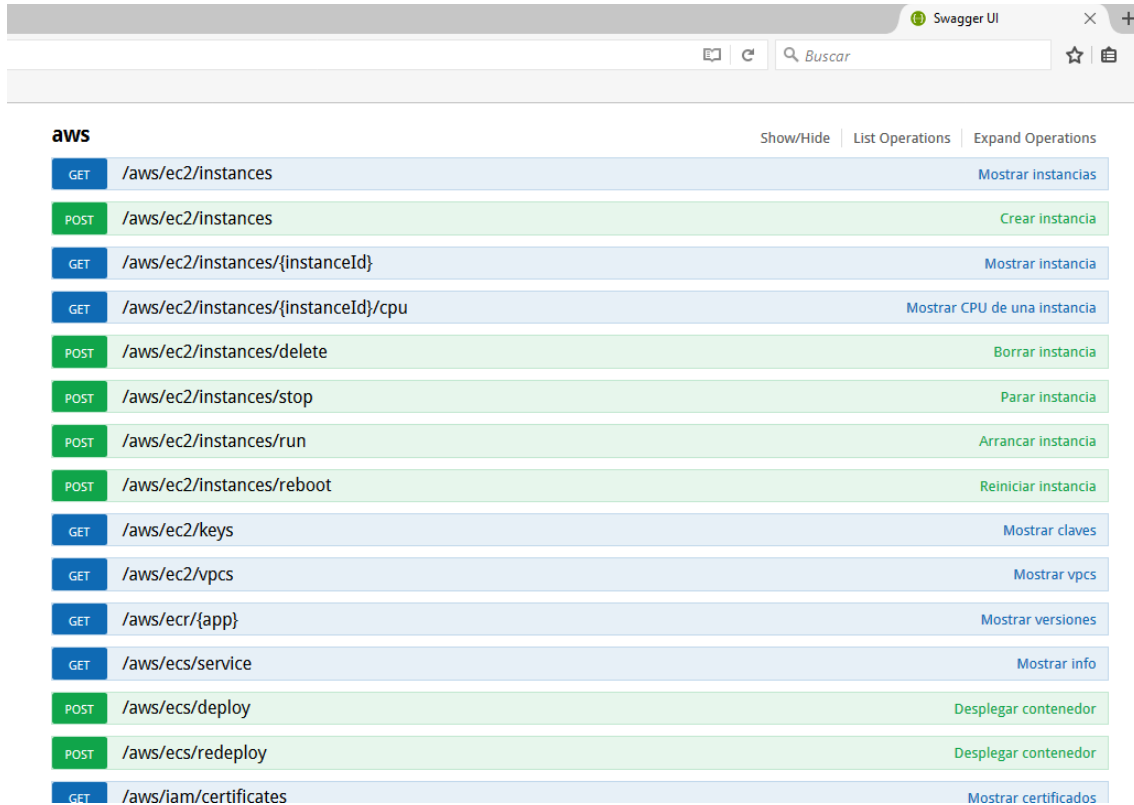 Swagger UI
Buscar
aws Show/Hide List Operations Expand Operations
GET /aws/ec2/instances Mostrar instancias
POST /aws/ec2/instances Crear instancia
GET /aws/ec2/instances/{instanceId} Mostrar instancia
GET /aws/ec2/instances/{instanceId}/cpu Mostrar CPU de una instancia
POST /aws/ec2/instances/delete Borrar instancia
POST /aws/ec2/instances/stop Parar instancia
POST /aws/ec2/instances/run Arrancar instancia
POST /aws/ec2/instances/reboot Reiniciar instancia
GET /aws/ec2/keys Mostrar claves
GET /aws/ec2/vpcs Mostrar vpcs
GET /aws/ecr/{app} Mostrar versiones
GET /aws/ecs/service Mostrar info
POST /aws/ecs/deploy Desplegar contenedor
POST /aws/ecs/redeploy Desplegar contenedor
GET /aws/iam/certificates Mostrar certificados